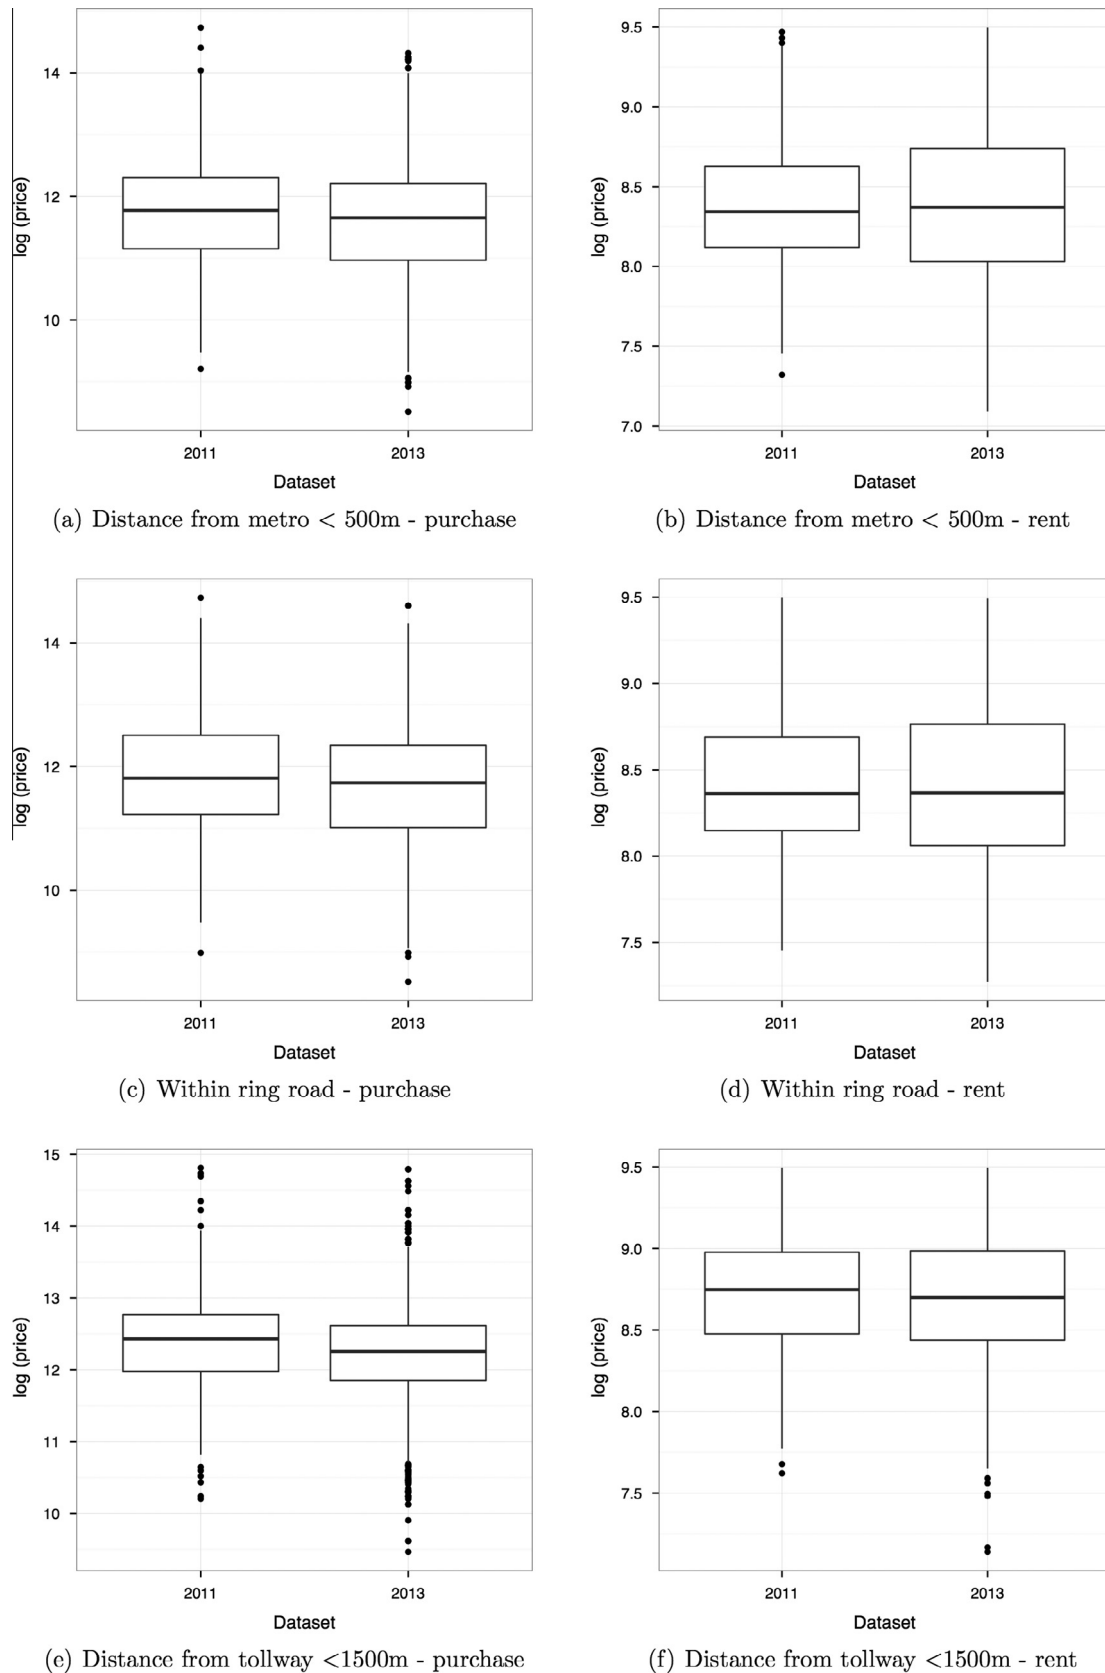 14
12
10
log (price)
2011
2013
Dataset
(a) Distance from metro < 500m - purchase
9.5
9.0
8.5
8.0
7.5
7.0
log (price)
2011
2013
Dataset
(b) Distance from metro < 500m - rent
14
12
10
log (price)
2011
2013
Dataset
(c) Within ring road - purchase
9.5
9.0
8.5
8.0
7.5
log (price)
2011
2013
Dataset
(d) Within ring road - rent
15
14
13
12
11
10
log (price)
2011
2013
Dataset
(e) Distance from tollway <1500m - purchase
9.5
9.0
8.5
8.0
7.5
log (price)
2011
2013
Dataset
(f) Distance from tollway <1500m - rent